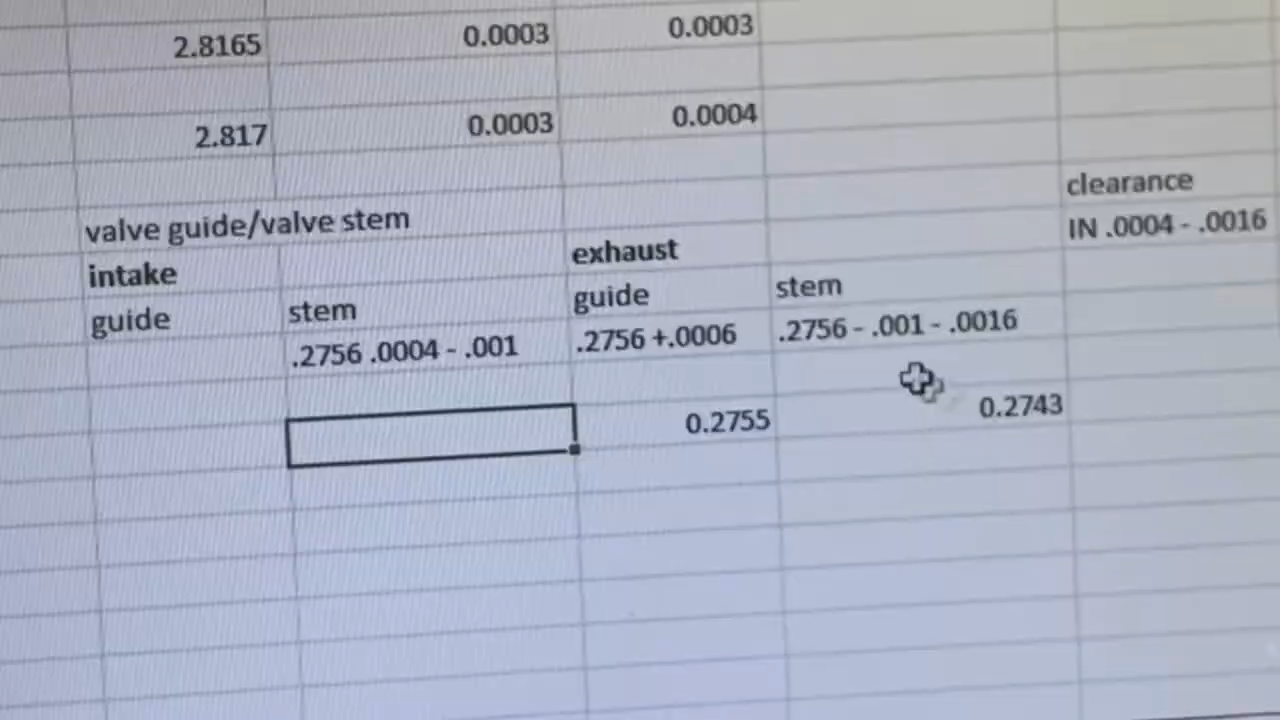 2.8165 0.0003 0.0003
2.817 0.0003 0.0004
clearance
valve guide/valve stem IN .0004 - .0016
intake exhaust
guide stem guide stem
.2756 .0004 - .001 .2756 +.0006 .2756 - .001 - .0016
0.2755 0.2743